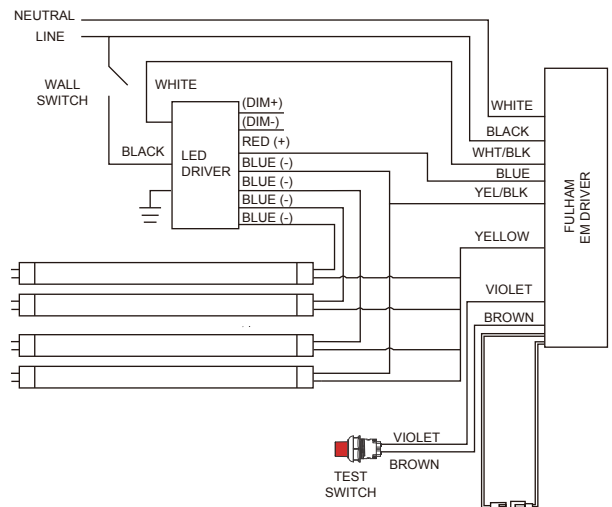 NEUTRAL
LINE
WALL
SWITCH
WHITE
BLACK
LED
DRIVER
(DIM+)
(DIM-)
RED (+)
BLUE (-)
BLUE (-)
BLUE (-)
BLUE (-)
WHITE
BLACK
WHT/BLK
BLUE
YEL/BLK
YELLOW
VIOLET
BROWN
FULHAM
EM DRIVER
VIOLET
BROWN
TEST
SWITCH